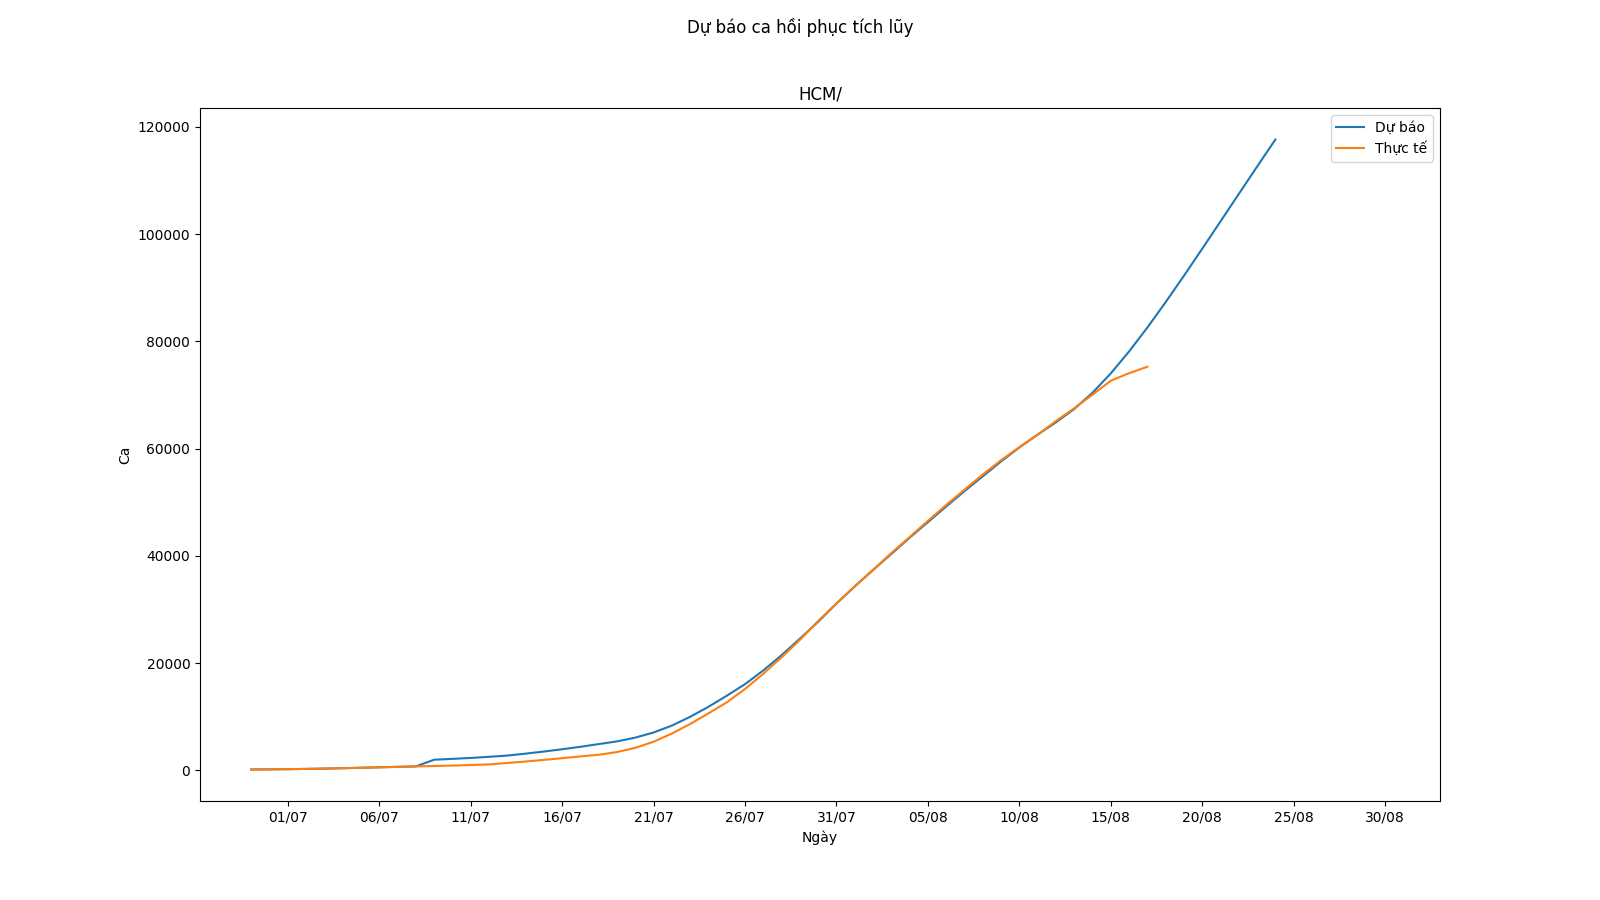 Dự báo ca hồi phục tích lũy
HCM/
Dự báo
Thực tế
120000
100000
80000
60000
40000
20000
0
Ca
01/07 06/07 11/07 16/07 21/07 26/07 31/07 05/08 10/08 15/08 20/08 25/08 30/08
Ngày